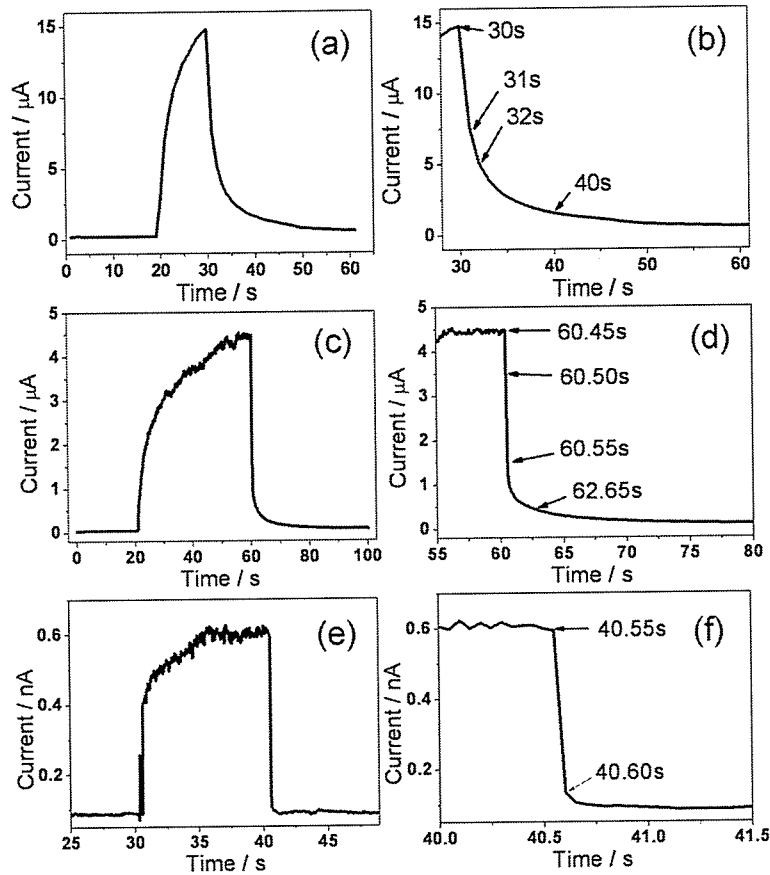 (a)
15
10
5
0
Current / µA
0 10 20 30 40 50 60
Time / s
(b)
15
10
5
0
Current / µA
30s
31s
32s
40s
30 40 50 60
Time / s
(c)
5
4
3
2
1
0
Current / µA
0 20 40 60 80 100
Time / s
(d)
5
4
3
2
1
0
Current / µA
60.45s
60.50s
60.55s
62.65s
55 60 65 70 75 80
Time / s
(e)
0.6
0.4
0.2
Current / nA
25 30 35 40 45
Time / s
(f)
0.6
0.4
0.2
Current / nA
40.55s
40.60s
40.0 40.5 41.0 41.5
Time / s